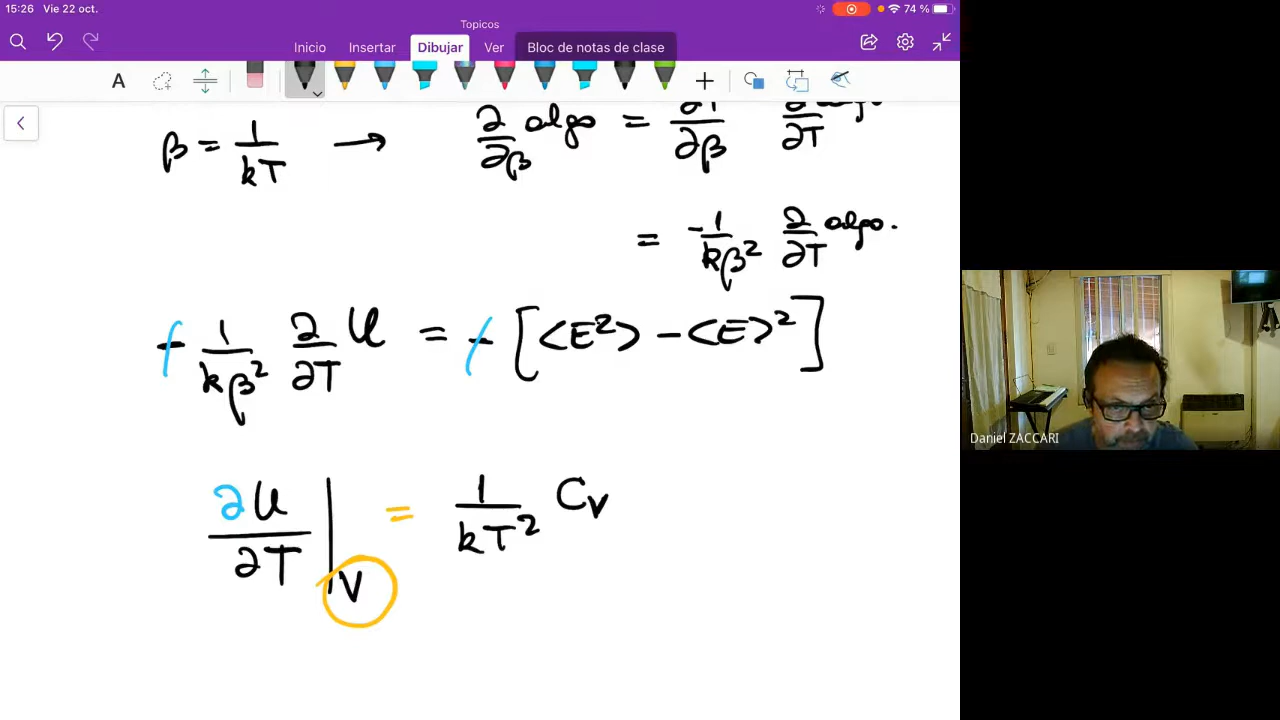 15:26 Vie 22 oct. 74 %
Topicos
Inicio Insertar Dibujar Ver Bloc de notas de clase
A
β = 1/kT → ∂/∂β algo = ∂T/∂β ∂/∂T algo
= -1/kβ² ∂/∂T algo.
- 1/kβ² ∂/∂T U = - [<E²> - <E>²]
∂U/∂T |V = 1/kT² CV
Daniel ZACCARI